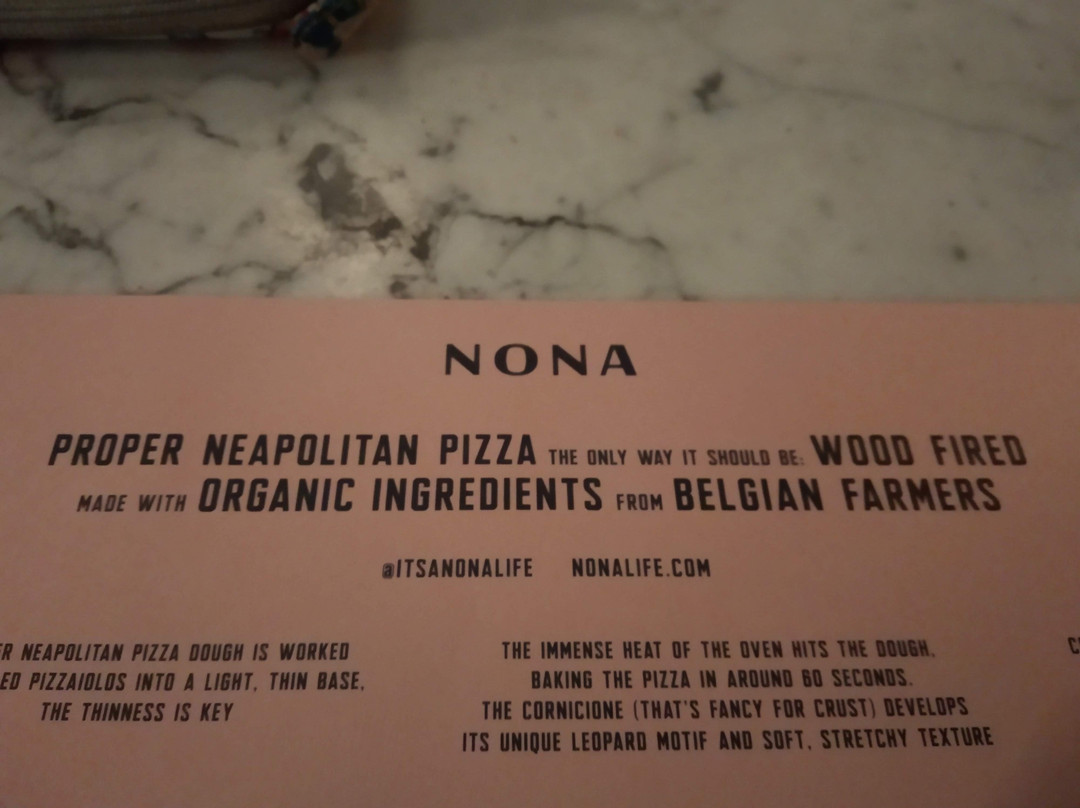 NONA
PROPER NEAPOLITAN PIZZA THE ONLY WAY IT SHOULD BE: WOOD FIRED
MADE WITH ORGANIC INGREDIENTS FROM BELGIAN FARMERS
@ITSANONALIFE NONALIFE.COM
NEAPOLITAN PIZZA DOUGH IS WORKED
PIZZAIOLOS INTO A LIGHT, THIN BASE,
THE THINNESS IS KEY
THE IMMENSE HEAT OF THE OVEN HITS THE DOUGH,
BAKING THE PIZZA IN AROUND 60 SECONDS.
THE CORNICIONE (THAT'S FANCY FOR CRUST) DEVELOPS
ITS UNIQUE LEOPARD MOTIF AND SOFT, STRETCHY TEXTURE